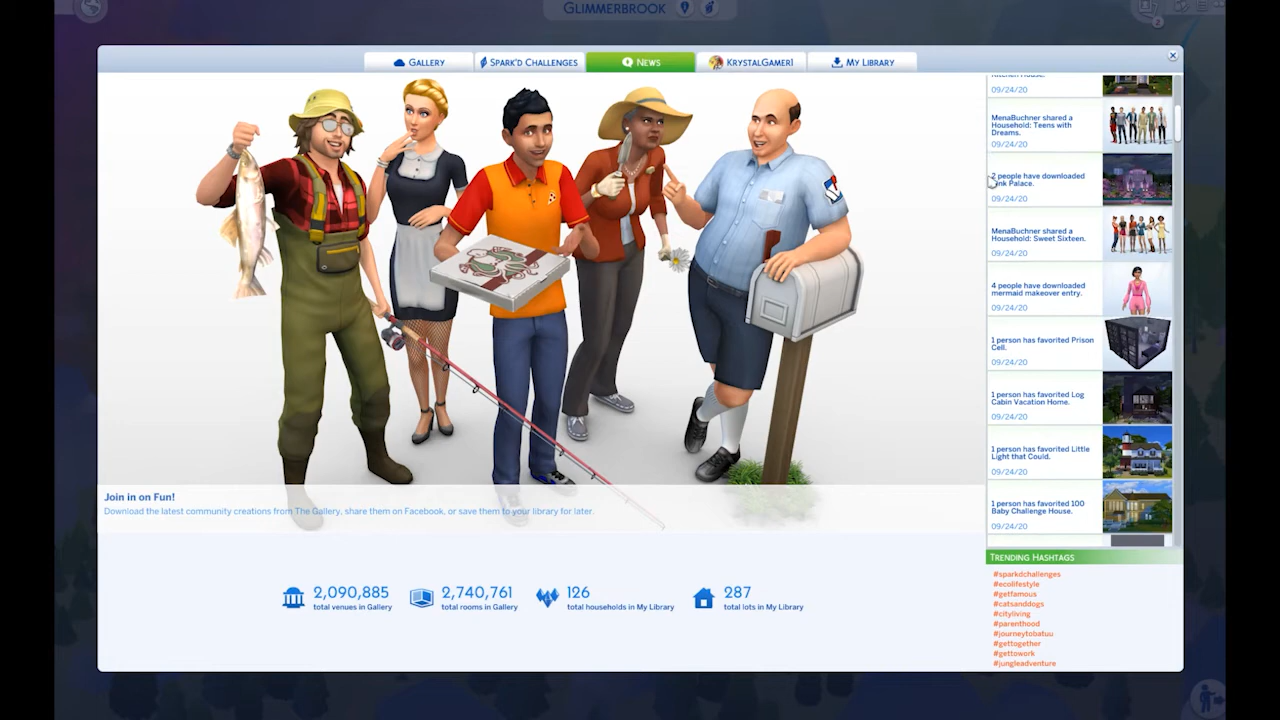 GLIMMERBROOK
GALLERY
SPARK'D CHALLENGES
NEWS
KRYSTALGAMER1
MY LIBRARY
Kitchen House.
09/24/20
MenaBuchner shared a
Household: Teens with
Dreams.
09/24/20
2 people have downloaded
Pink Palace.
09/24/20
MenaBuchner shared a
Household: Sweet Sixteen.
09/24/20
4 people have downloaded
mermaid makeover entry.
09/24/20
1 person has favorited Prison
Cell.
09/24/20
1 person has favorited Log
Cabin Vacation Home.
09/24/20
1 person has favorited Little
Light that Could.
09/24/20
1 person has favorited 100
Baby Challenge House.
09/24/20
Join in on Fun!
Download the latest community creations from The Gallery, share them on Facebook, or save them to your library for later.
2,090,885
total venues in Gallery
2,740,761
total rooms in Gallery
126
total households in My Library
287
total lots in My Library
TRENDING HASHTAGS
#sparkdchallenges
#ecolifestyle
#getfamous
#catsanddogs
#cityliving
#parenthood
#journeytobatuu
#gettogether
#gettowork
#jungleadventure